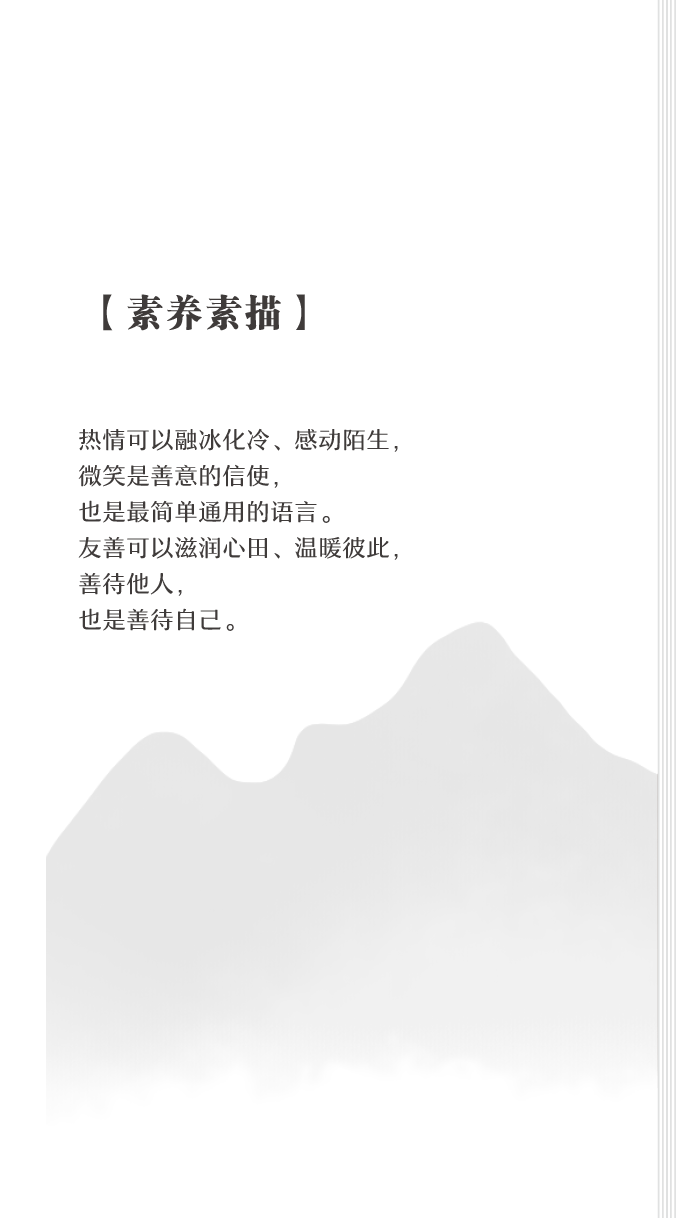 【素养素描】
热情可以融冰化冷、感动陌生，
微笑是善意的信使，
也是最简单通用的语言。
友善可以滋润心田、温暖彼此，
善待他人，
也是善待自己。